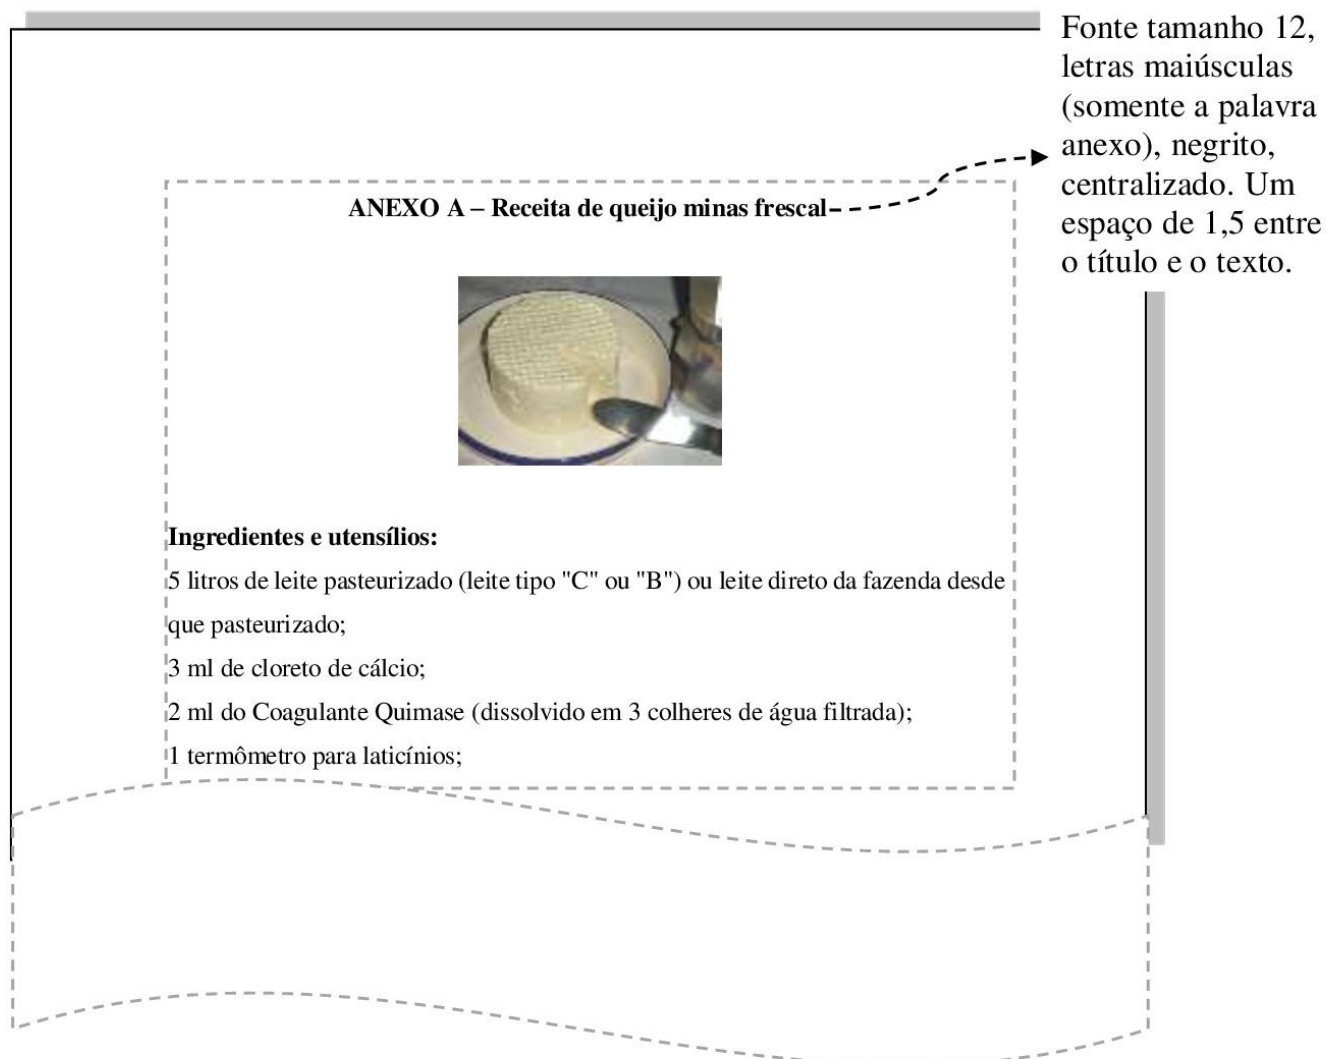 Fonte tamanho 12,
letras maiúsculas
(somente a palavra
anexo), negrito,
centralizado. Um
espaço de 1,5 entre
o título e o texto.
ANEXO A – Receita de queijo minas frescal
Ingredientes e utensílios:
5 litros de leite pasteurizado (leite tipo "C" ou "B") ou leite direto da fazenda desde
que pasteurizado;
3 ml de cloreto de cálcio;
2 ml do Coagulante Quimase (dissolvido em 3 colheres de água filtrada);
1 termômetro para laticínios;